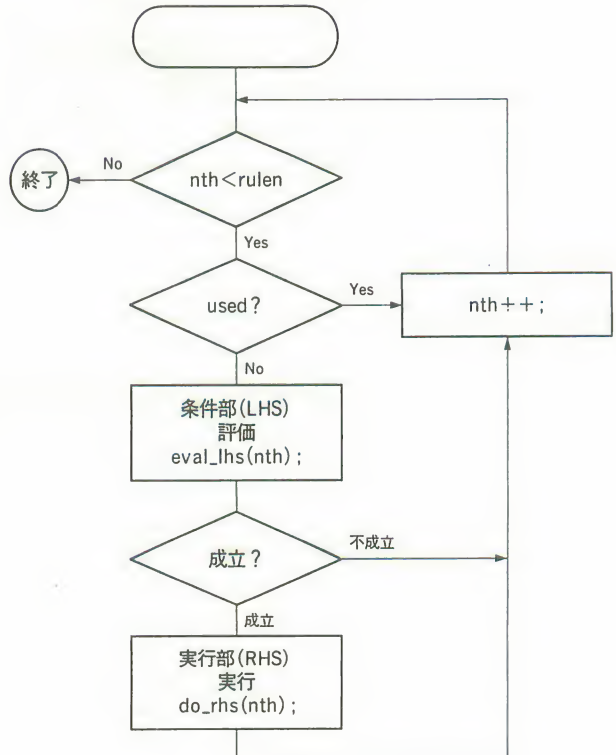 nth<rulen
No
終了
Yes
used?
Yes
nth++;
No
条件部(LHS)
評価
eval_lhs(nth);
成立?
不成立
成立
実行部(RHS)
実行
do_rhs(nth);